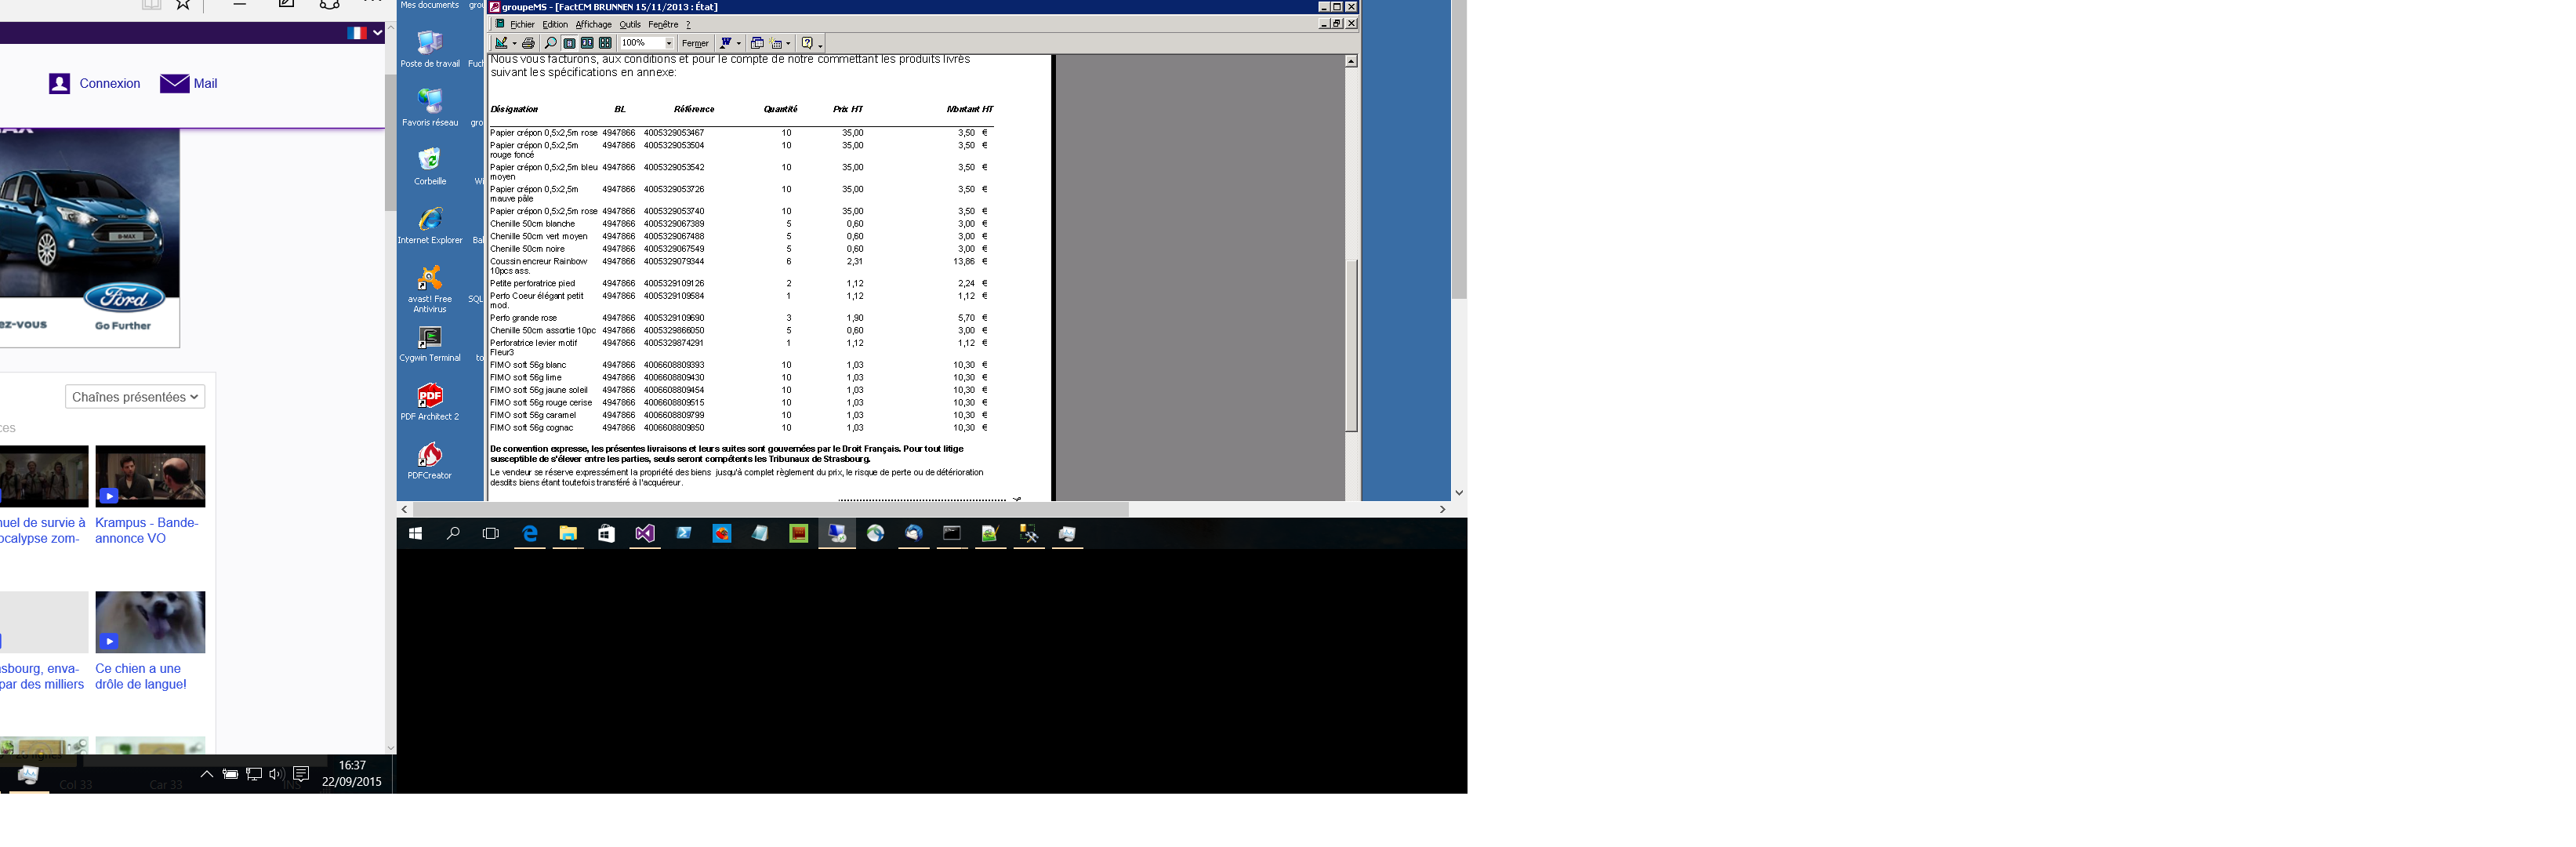 Connexion
Mail
B-MAX
Ford
Go Further
ez-vous
Chaînes présentées
ces
nuel de survie à
ocalypse zom-
Krampus - Bande-
annonce VO
asbourg, enva-
par des milliers
Ce chien a une
drôle de langue!
Col 33
Car 33
INS
16:37
22/09/2015
Mes documents
Poste de travail
Favoris réseau
Corbeille
Internet Explorer
avast! Free
Antivirus
Cygwin Terminal
PDF Architect 2
PDFCreator
groupeMS - [FactCM BRUNNEN 15/11/2013 : État]
Fichier Edition Affichage Outils Fenêtre ?
100% Fermer
Nous vous facturons, aux conditions et pour le compte de notre commettant les produits livrés
suivant les spécifications en annexe:
Désignation BL Référence Quantité Prix HT Montant HT
Papier crépon 0,5x2,5m rose 4947866 4005329053467 10 35,00 3,50 €
Papier crépon 0,5x2,5m 4947866 4005329053504 10 35,00 3,50 €
rouge foncé
Papier crépon 0,5x2,5m bleu 4947866 4005329053542 10 35,00 3,50 €
moyen
Papier crépon 0,5x2,5m 4947866 4005329053726 10 35,00 3,50 €
mauve pâle
Papier crépon 0,5x2,5m rose 4947866 4005329053740 10 35,00 3,50 €
Chenille 50cm blanche 4947866 4005329067389 5 0,60 3,00 €
Chenille 50cm vert moyen 4947866 4005329067488 5 0,60 3,00 €
Chenille 50cm noire 4947866 4005329067549 5 0,60 3,00 €
Coussin encreur Rainbow 4947866 4005329079344 6 2,31 13,86 €
10pcs ass.
Petite perforatrice pied 4947866 4005329109126 2 1,12 2,24 €
Perfo Coeur élégant petit 4947866 4005329109584 1 1,12 1,12 €
mod.
Perfo grande rose 4947866 4005329109690 3 1,90 5,70 €
Chenille 50cm assortie 10pc 4947866 4005329866050 5 0,60 3,00 €
Perforatrice levier motif 4947866 4005329874291 1 1,12 1,12 €
Fleur3
FIMO soft 56g blanc 4947866 4006608809393 10 1,03 10,30 €
FIMO soft 56g lime 4947866 4006608809430 10 1,03 10,30 €
FIMO soft 56g jaune soleil 4947866 4006608809454 10 1,03 10,30 €
FIMO soft 56g rouge cerise 4947866 4006608809515 10 1,03 10,30 €
FIMO soft 56g caramel 4947866 4006608809799 10 1,03 10,30 €
FIMO soft 56g cognac 4947866 4006608809850 10 1,03 10,30 €
De convention expresse, les présentes livraisons et leurs suites sont gouvernées par le Droit Français. Pour tout litige
susceptible de s'élever entre les parties, seuls seront compétents les Tribunaux de Strasbourg.
Le vendeur se réserve expressément la propriété des biens jusqu'à complet règlement du prix, le risque de perte ou de détérioration
desdits biens étant toutefois transféré à l'acquéreur.